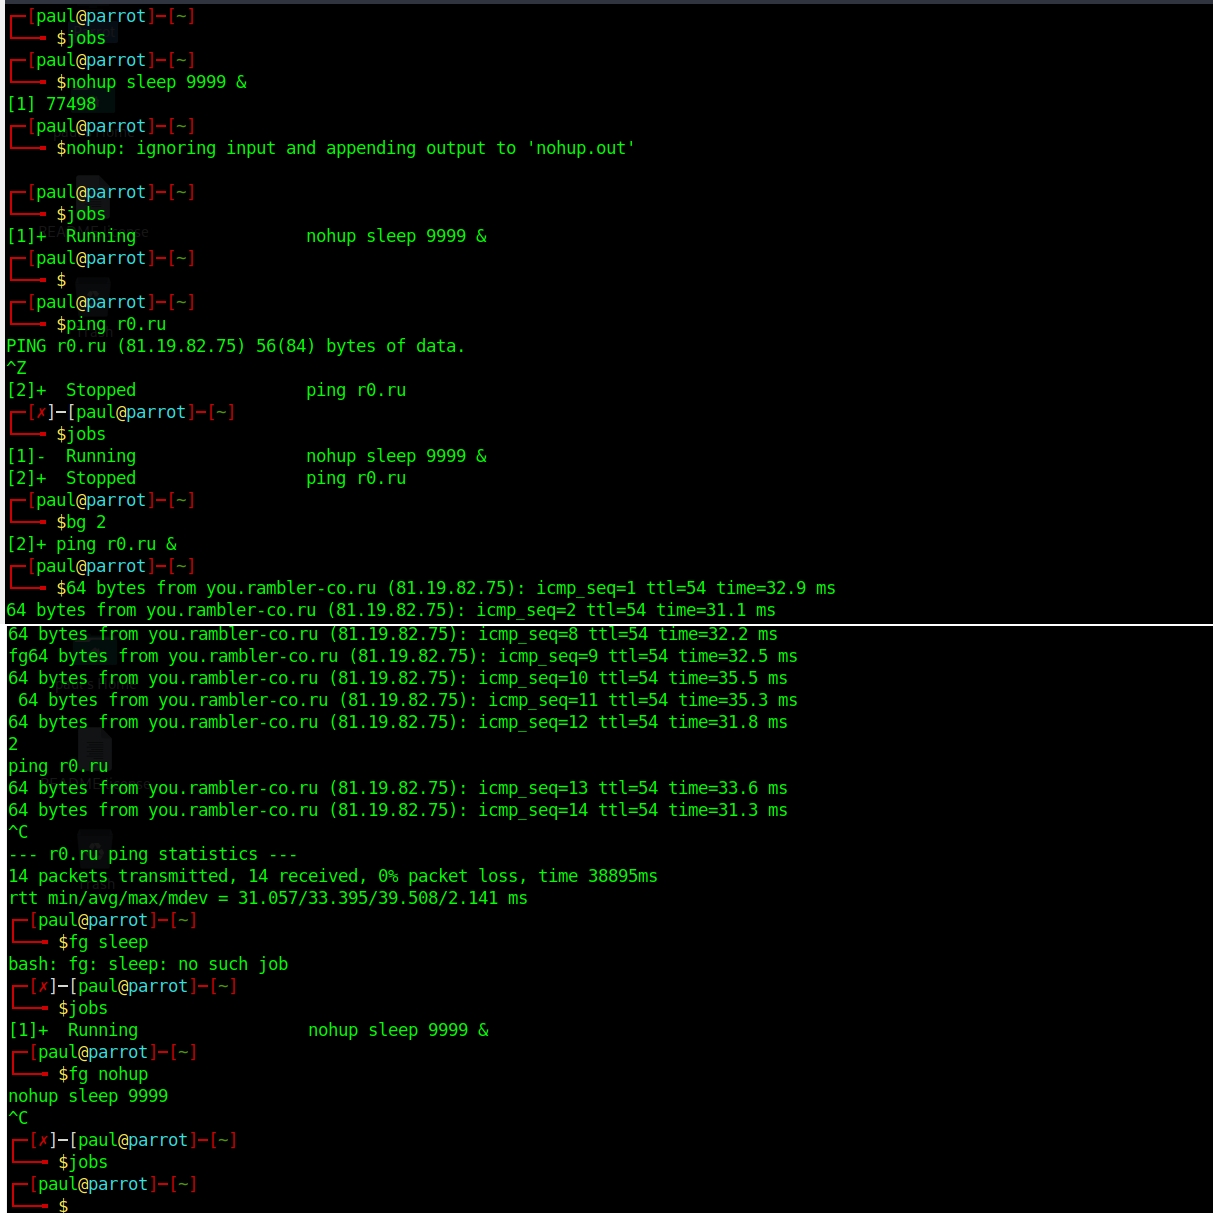 ┌─[paul@parrot]─[~]
└──╼ $jobs
┌─[paul@parrot]─[~]
└──╼ $nohup sleep 9999 &
[1] 77498
┌─[paul@parrot]─[~]
└──╼ $nohup: ignoring input and appending output to 'nohup.out'
┌─[paul@parrot]─[~]
└──╼ $jobs
[1]+  Running                 nohup sleep 9999 &
┌─[paul@parrot]─[~]
└──╼ $
┌─[paul@parrot]─[~]
└──╼ $ping r0.ru
PING r0.ru (81.19.82.75) 56(84) bytes of data.
^Z
[2]+  Stopped                 ping r0.ru
┌─[✗]─[paul@parrot]─[~]
└──╼ $jobs
[1]-  Running                 nohup sleep 9999 &
[2]+  Stopped                 ping r0.ru
┌─[paul@parrot]─[~]
└──╼ $bg 2
[2]+ ping r0.ru &
┌─[paul@parrot]─[~]
└──╼ $64 bytes from you.rambler-co.ru (81.19.82.75): icmp_seq=1 ttl=54 time=32.9 ms
64 bytes from you.rambler-co.ru (81.19.82.75): icmp_seq=2 ttl=54 time=31.1 ms
64 bytes from you.rambler-co.ru (81.19.82.75): icmp_seq=8 ttl=54 time=32.2 ms
fg64 bytes from you.rambler-co.ru (81.19.82.75): icmp_seq=9 ttl=54 time=32.5 ms
64 bytes from you.rambler-co.ru (81.19.82.75): icmp_seq=10 ttl=54 time=35.5 ms
 64 bytes from you.rambler-co.ru (81.19.82.75): icmp_seq=11 ttl=54 time=35.3 ms
64 bytes from you.rambler-co.ru (81.19.82.75): icmp_seq=12 ttl=54 time=31.8 ms
2
ping r0.ru
64 bytes from you.rambler-co.ru (81.19.82.75): icmp_seq=13 ttl=54 time=33.6 ms
64 bytes from you.rambler-co.ru (81.19.82.75): icmp_seq=14 ttl=54 time=31.3 ms
^C
--- r0.ru ping statistics ---
14 packets transmitted, 14 received, 0% packet loss, time 38895ms
rtt min/avg/max/mdev = 31.057/33.395/39.508/2.141 ms
┌─[paul@parrot]─[~]
└──╼ $fg sleep
bash: fg: sleep: no such job
┌─[✗]─[paul@parrot]─[~]
└──╼ $jobs
[1]+  Running                 nohup sleep 9999 &
┌─[paul@parrot]─[~]
└──╼ $fg nohup
nohup sleep 9999
^C
┌─[✗]─[paul@parrot]─[~]
└──╼ $jobs
┌─[paul@parrot]─[~]
└──╼ $